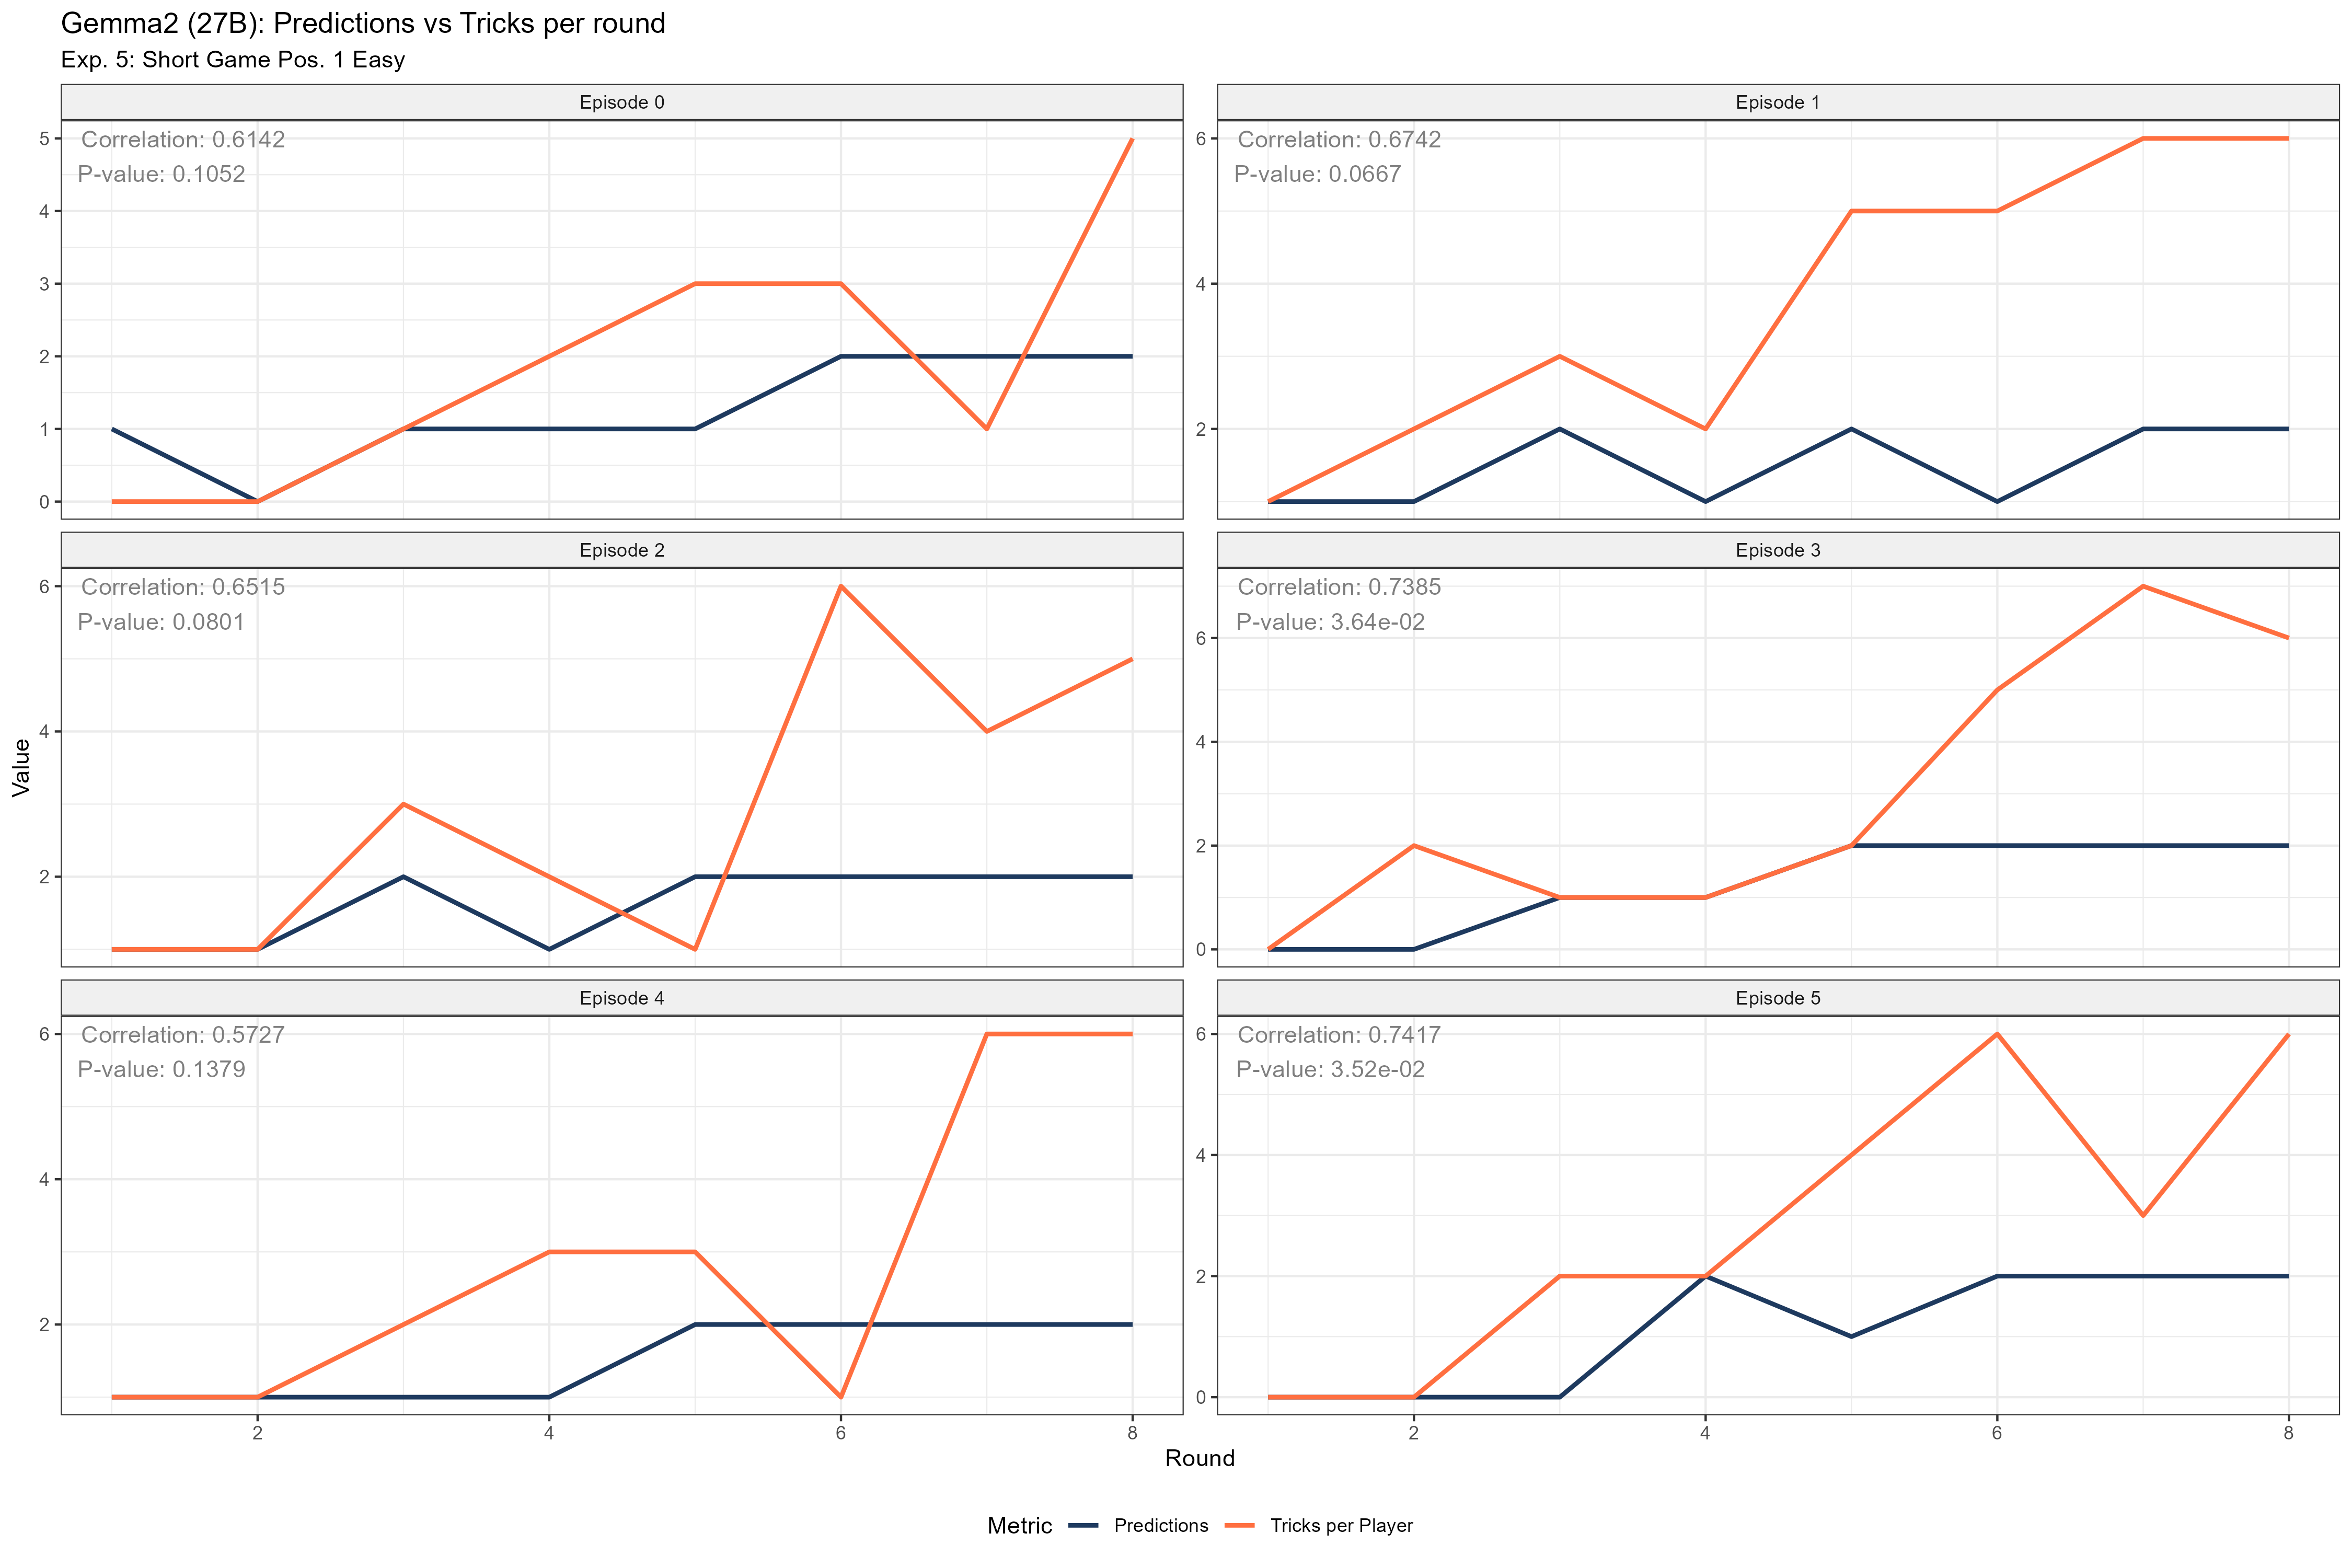 Gemma2 (27B): Predictions vs Tricks per round
Exp. 5: Short Game Pos. 1 Easy
Episode 0
Correlation: 0.6142
P-value: 0.1052
5
4
3
2
1
0
Episode 1
Correlation: 0.6742
P-value: 0.0667
6
4
2
Episode 2
Correlation: 0.6515
P-value: 0.0801
6
4
2
Episode 3
Correlation: 0.7385
P-value: 3.64e-02
6
4
2
0
Episode 4
Correlation: 0.5727
P-value: 0.1379
6
4
2
2 4 6 8
Episode 5
Correlation: 0.7417
P-value: 3.52e-02
6
4
2
0
2 4 6 8
Value
Round
Metric Predictions Tricks per Player